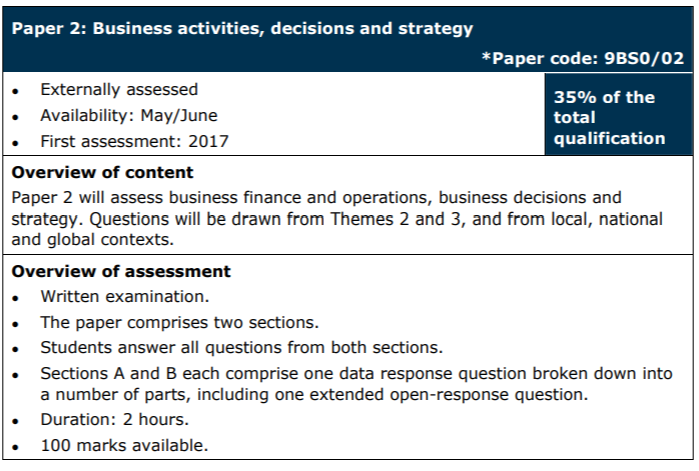 Paper 2: Business activities, decisions and strategy
*Paper code: 9BS0/02
• Externally assessed
• Availability: May/June
• First assessment: 2017
35% of the
total
qualification
Overview of content
Paper 2 will assess business finance and operations, business decisions and
strategy. Questions will be drawn from Themes 2 and 3, and from local, national
and global contexts.
Overview of assessment
• Written examination.
• The paper comprises two sections.
• Students answer all questions from both sections.
• Sections A and B each comprise one data response question broken down into
a number of parts, including one extended open-response question.
• Duration: 2 hours.
• 100 marks available.